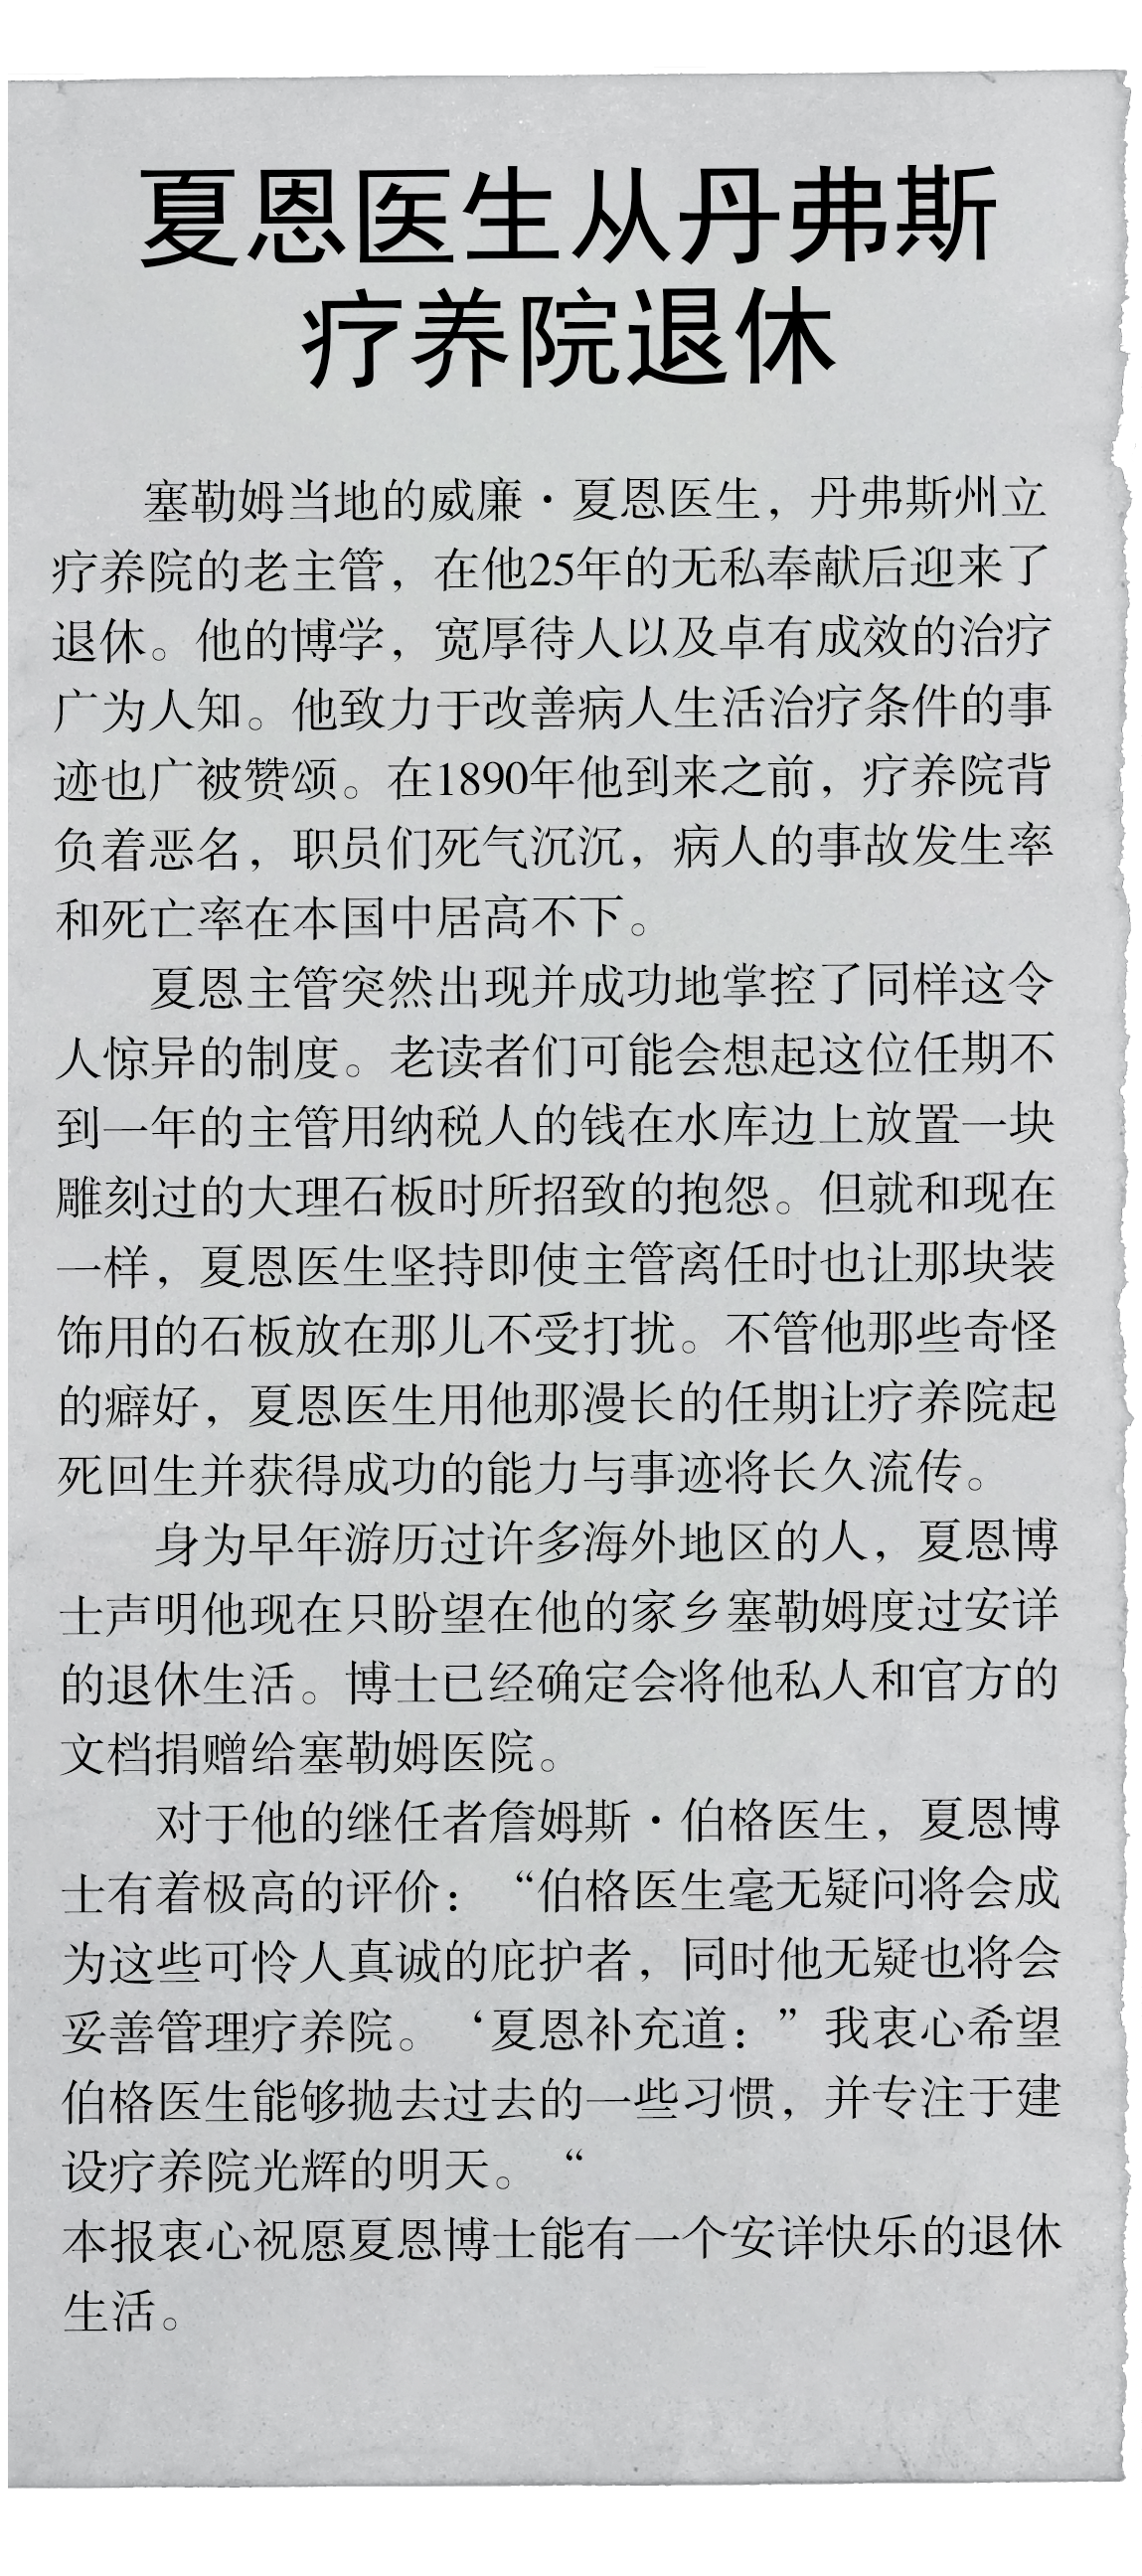 夏恩医生从丹弗斯
疗养院退休
塞勒姆当地的威廉·夏恩医生，丹弗斯州立
疗养院的老主管，在他25年的无私奉献后迎来了
退休。他的博学，宽厚待人以及卓有成效的治疗
广为人知。他致力于改善病人生活治疗条件的事
迹也广被赞颂。在1890年他到来之前，疗养院背
负着恶名，职员们死气沉沉，病人的事故发生率
和死亡率在本国中居高不下。
夏恩主管突然出现并成功地掌控了同样这令
人惊异的制度。老读者们可能会想起这位任期不
到一年的主管用纳税人的钱在水库边上放置一块
雕刻过的大理石板时所招致的抱怨。但就和现在
一样，夏恩医生坚持即使主管离任时也让那块装
饰用的石板放在那儿不受打扰。不管他那些奇怪
的癖好，夏恩医生用他那漫长的任期让疗养院起
死回生并获得成功的能力与事迹将长久流传。
身为早年游历过许多海外地区的人，夏恩博
士声明他现在只盼望在他的家乡塞勒姆度过安详
的退休生活。博士已经确定会将他私人和官方的
文档捐赠给塞勒姆医院。
对于他的继任者詹姆斯·伯格医生，夏恩博
士有着极高的评价：“伯格医生毫无疑问将会成
为这些可怜人真诚的庇护者，同时他无疑也将会
妥善管理疗养院。‘夏恩补充道：”我衷心希望
伯格医生能够抛去过去的一些习惯，并专注于建
设疗养院光辉的明天。“
本报衷心祝愿夏恩博士能有一个安详快乐的退休
生活。